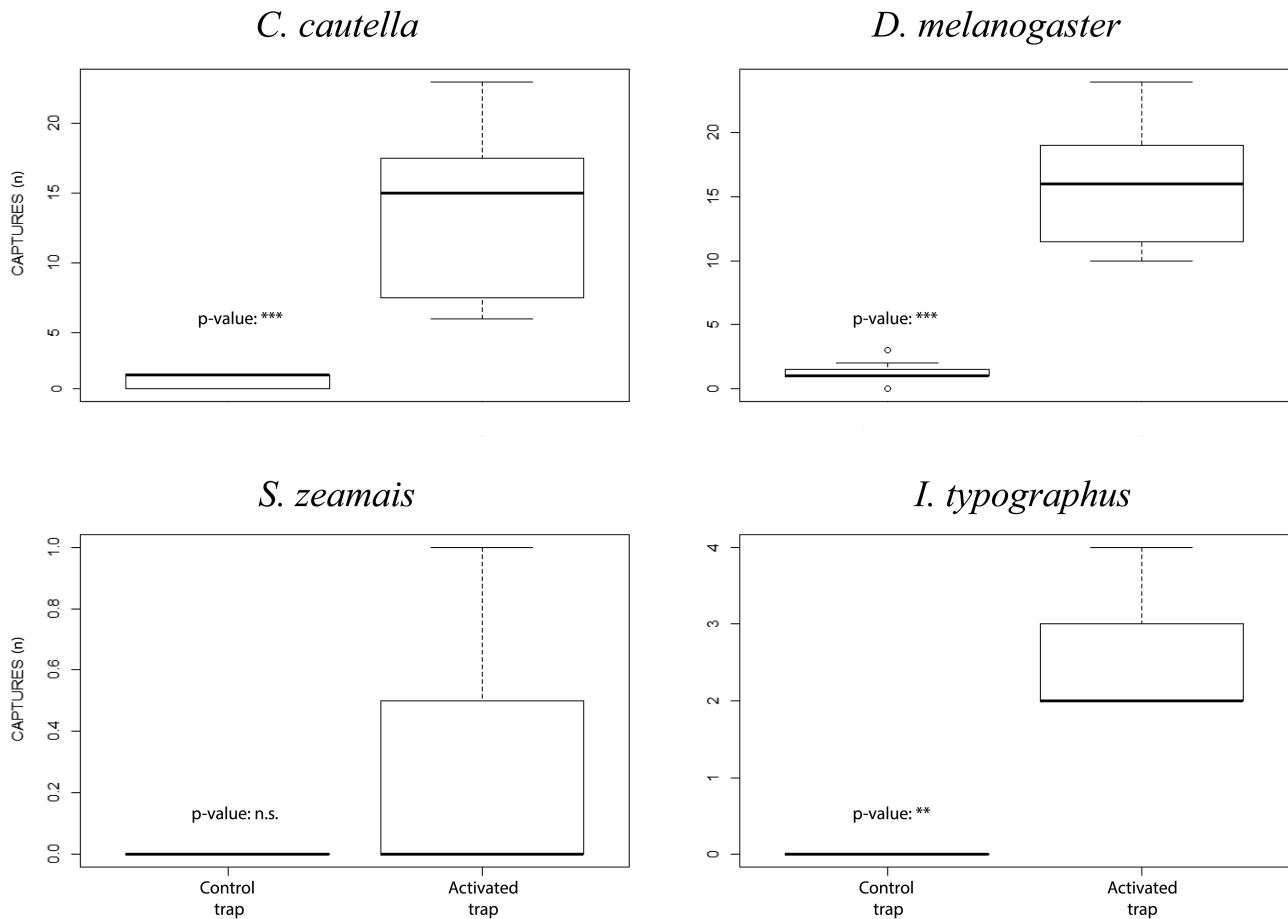 C. cautella
D. melanogaster
CAPTURES (n)
20
15
10
5
0
p-value: ***
20
15
10
5
0
p-value: ***
S. zeamais
I. typographus
CAPTURES (n)
1.0
0.8
0.6
0.4
0.2
0.0
p-value: n.s.
Control
trap
Activated
trap
4
3
2
1
0
p-value: **
Control
trap
Activated
trap